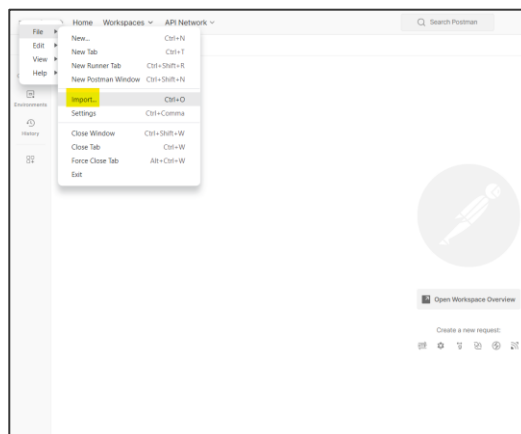 Home Workspaces API Network
Search Postman
File
Edit
View
Help
New... Ctrl+N
New Tab Ctrl+T
New Runner Tab Ctrl+Shift+R
New Postman Window Ctrl+Shift+N
Import... Ctrl+O
Settings Ctrl+Comma
Close Window Ctrl+Shift+W
Close Tab Ctrl+W
Force Close Tab Alt+Ctrl+W
Exit
Environments
History
Open Workspace Overview
Create a new request: